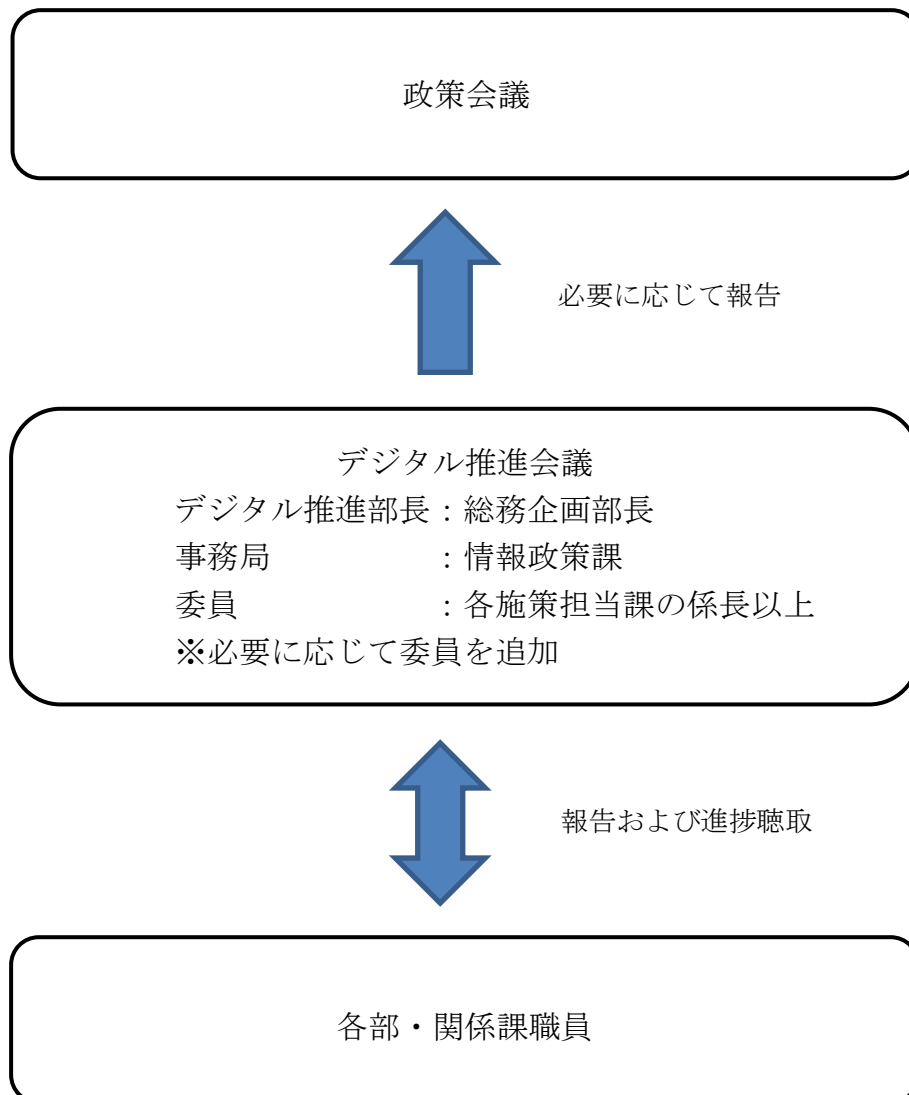 政策会議
必要に応じて報告
デジタル推進会議
デジタル推進部長：総務企画部長
事務局　　　　　：情報政策課
委員　　　　　　：各施策担当課の係長以上
※必要に応じて委員を追加
報告および進捗聴取
各部・関係課職員